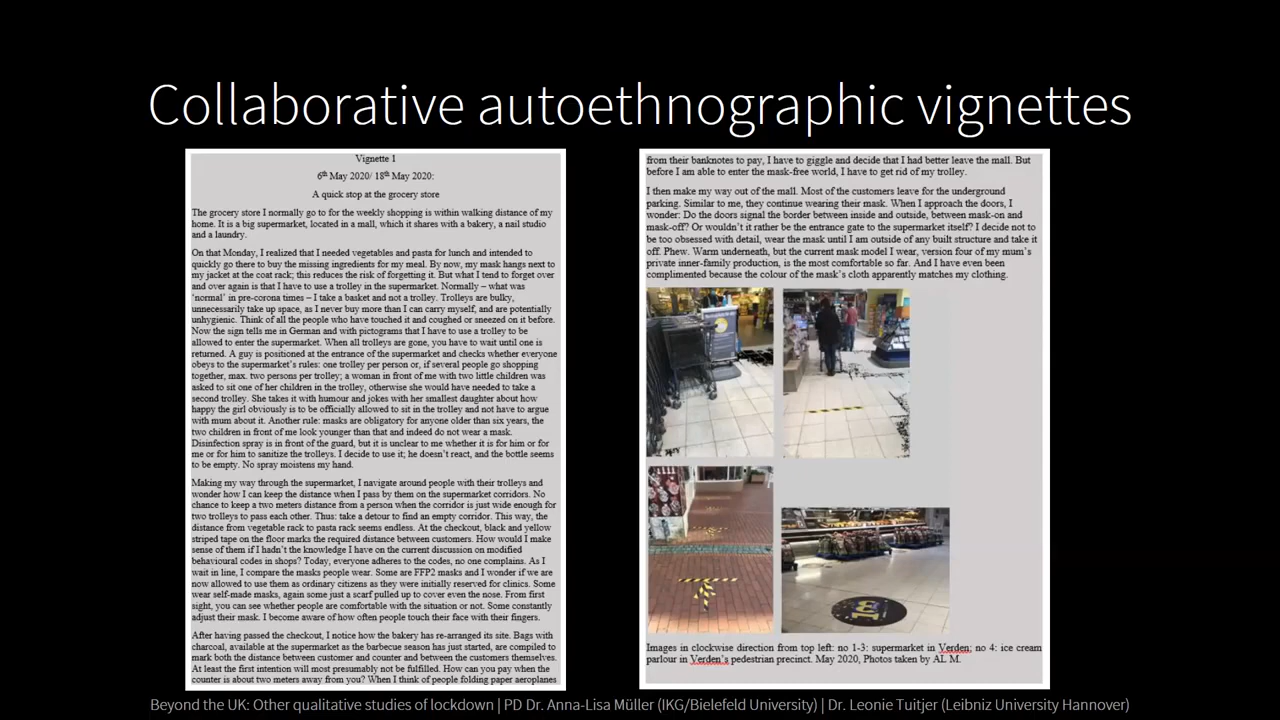 Collaborative autoethnographic vignettes
Vignette 1
6th May 2020/ 18th May 2020:
A quick stop at the grocery store
The grocery store I normally go to for the weekly shopping is within walking distance of my
home. It is a big supermarket, located in a mall, which it shares with a bakery, a nail studio
and a laundry.
On that Monday, I realized that I needed vegetables and pasta for lunch and intended to
quickly go there to buy the missing ingredients for my meal. By now, my mask hangs next to
my jacket at the coat rack; this reduces the risk of forgetting it. But what I tend to forget over
and over again is that I have to use a trolley in the supermarket. Normally – what was
'normal' in pre-corona times – I take a basket and not a trolley. Trolleys are bulky,
unnecessarily take up space, as I never buy more than I can carry myself, and are potentially
unhygienic. Think of all the people who have touched it and coughed or sneezed on it before.
Now the sign tells me in German and with pictograms that I have to use a trolley to be
allowed to enter the supermarket. When all trolleys are gone, you have to wait until one is
returned. A guy is positioned at the entrance of the supermarket and checks whether everyone
obeys to the supermarket's rules: one trolley per person or, if several people go shopping
together, max. two persons per trolley; a woman in front of me with two little children was
asked to sit one of her children in the trolley, otherwise she would have needed to take a
second trolley. She takes it with humour and jokes with her smallest daughter about how
happy the girl obviously is to be officially allowed to sit in the trolley and not have to argue
with mum about it. Another rule: masks are obligatory for anyone older than six years, the
two children in front of me look younger than that and indeed do not wear a mask.
Disinfection spray is in front of the guard, but it is unclear to me whether it is for him or for
me or for him to sanitize the trolleys. I decide to use it; he doesn't react, and the bottle seems
to be empty. No spray moistens my hand.
Making my way through the supermarket, I navigate around people with their trolleys and
wonder how I can keep the distance when I pass by them on the supermarket corridors. No
chance to keep a two meters distance from a person when the corridor is just wide enough for
two trolleys to pass each other. Thus: take a detour to find an empty corridor. This way, the
distance from vegetable rack to pasta rack seems endless. At the checkout, black and yellow
striped tape on the floor marks the required distance between customers. How would I make
sense of them if I hadn't the knowledge I have on the current discussion on modified
behavioural codes in shops? Today, everyone adheres to the codes, no one complains. As I
wait in line, I compare the masks people wear. Some are FFP2 masks and I wonder if we are
now allowed to use them as ordinary citizens as they were initially reserved for clinics. Some
wear self-made masks, again some just a scarf pulled up to cover even the nose. From first
sight, you can see whether people are comfortable with the situation or not. Some constantly
adjust their mask. I become aware of how often people touch their face with their fingers.
After having passed the checkout, I notice how the bakery has re-arranged its site. Bags with
charcoal, available at the supermarket as the barbecue season has just started, are compiled to
mark both the distance between customer and counter and between the customers themselves.
At least the first intention will most presumably not be fulfilled. How can you pay when the
counter is about two meters away from you? When I think of people folding paper aeroplanes
from their banknotes to pay, I have to giggle and decide that I had better leave the mall. But
before I am able to enter the mask-free world, I have to get rid of my trolley.
I then make my way out of the mall. Most of the customers leave for the underground
parking. Similar to me, they continue wearing their mask. When I approach the doors, I
wonder: Do the doors signal the border between inside and outside, between mask-on and
mask-off? Or wouldn't it rather be the entrance gate to the supermarket itself? I decide not to
be too obsessed with detail, wear the mask until I am outside of any built structure and take it
off. Phew. Warm underneath, but the current mask model I wear, version four of my mum's
private inner-family production, is the most comfortable so far. And I have even been
complimented because the colour of the mask's cloth apparently matches my clothing.
Images in clockwise direction from top left: no 1-3: supermarket in Verden; no 4: ice cream
parlour in Verden's pedestrian precinct. May 2020, Photos taken by AL M.
Beyond the UK: Other qualitative studies of lockdown | PD Dr. Anna-Lisa Müller (IKG/Bielefeld University) | Dr. Leonie Tuitjer (Leibniz University Hannover)